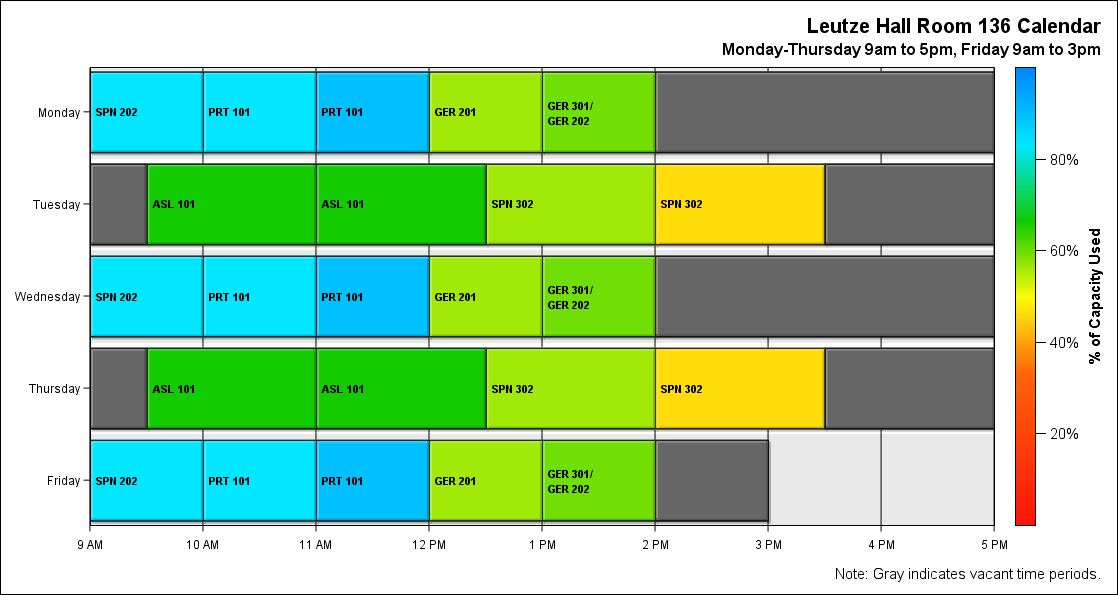 Leutze Hall Room 136 Calendar
Monday-Thursday 9am to 5pm, Friday 9am to 3pm
Monday
SPN 202
PRT 101
PRT 101
GER 201
GER 301/
GER 202
Tuesday
ASL 101
ASL 101
SPN 302
SPN 302
Wednesday
SPN 202
PRT 101
PRT 101
GER 201
GER 301/
GER 202
Thursday
ASL 101
ASL 101
SPN 302
SPN 302
Friday
SPN 202
PRT 101
PRT 101
GER 201
GER 301/
GER 202
9 AM
10 AM
11 AM
12 PM
1 PM
2 PM
3 PM
4 PM
5 PM
80%
60%
40%
20%
% of Capacity Used
Note: Gray indicates vacant time periods.